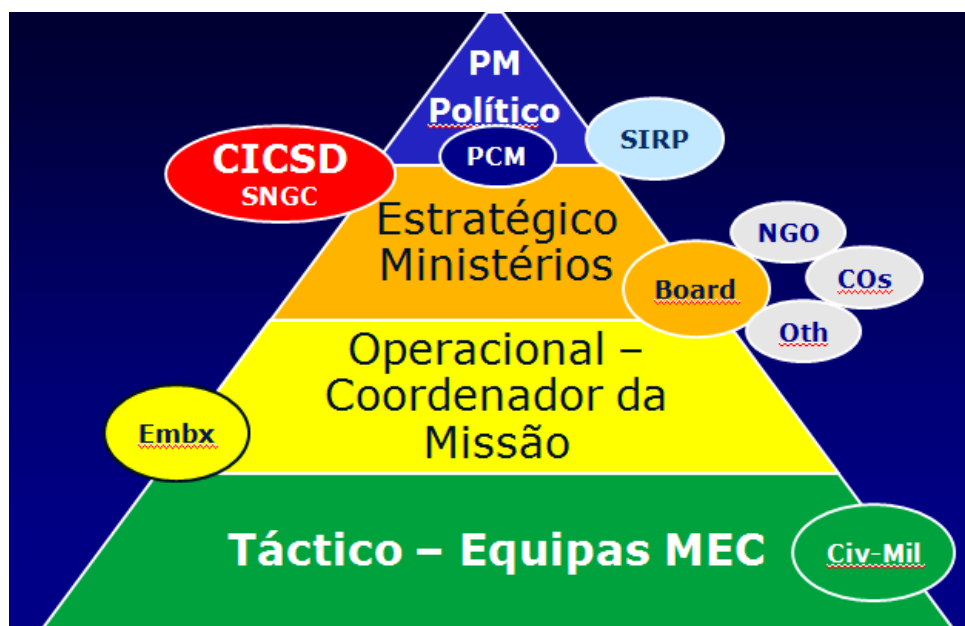 PM
Político
PCM
SIRP
CICSD
SNGC
Estratégico
Ministérios
NGO
COs
Board
Oth
Operacional –
Coordenador da
Missão
Embx
Táctico – Equipas MEC
Civ-Mil